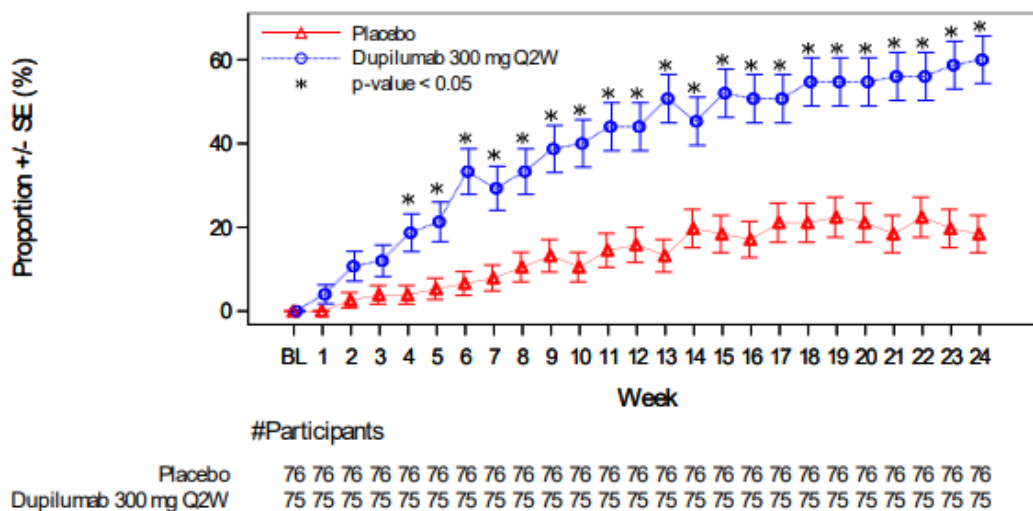 Proportion +/- SE (%)
Placebo
Dupilumab 300 mg Q2W
* p-value < 0.05
60
40
20
0
* * * * * * * * * * * * * * * * * * * * *
BL 1 2 3 4 5 6 7 8 9 10 11 12 13 14 15 16 17 18 19 20 21 22 23 24
Week
#Participants
Placebo 76 76 76 76 76 76 76 76 76 76 76 76 76 76 76 76 76 76 76 76 76 76 76 76 76
Dupilumab 300 mg Q2W 75 75 75 75 75 75 75 75 75 75 75 75 75 75 75 75 75 75 75 75 75 75 75 75 75